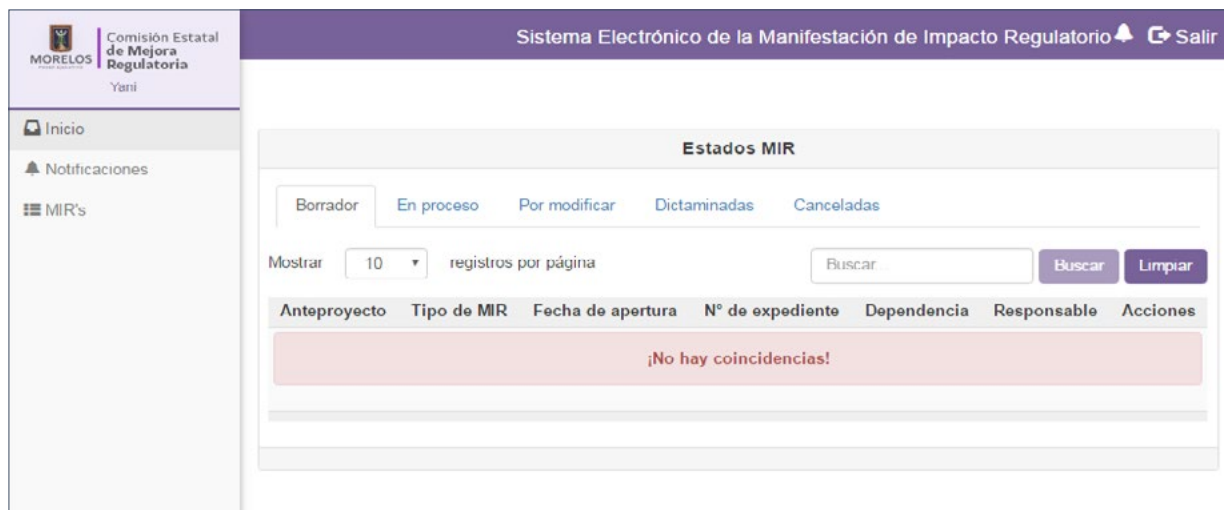 Sistema Electrónico de la Manifestación de Impacto Regulatorio Salir
MORELOS
Comisión Estatal
de Mejora
Regulatoria
Yani
Inicio
Notificaciones
MIR's
Estados MIR
Borrador En proceso Por modificar Dictaminadas Canceladas
Mostrar 10 registros por página Buscar... Buscar Limpiar
Anteproyecto Tipo de MIR Fecha de apertura N° de expediente Dependencia Responsable Acciones
¡No hay coincidencias!